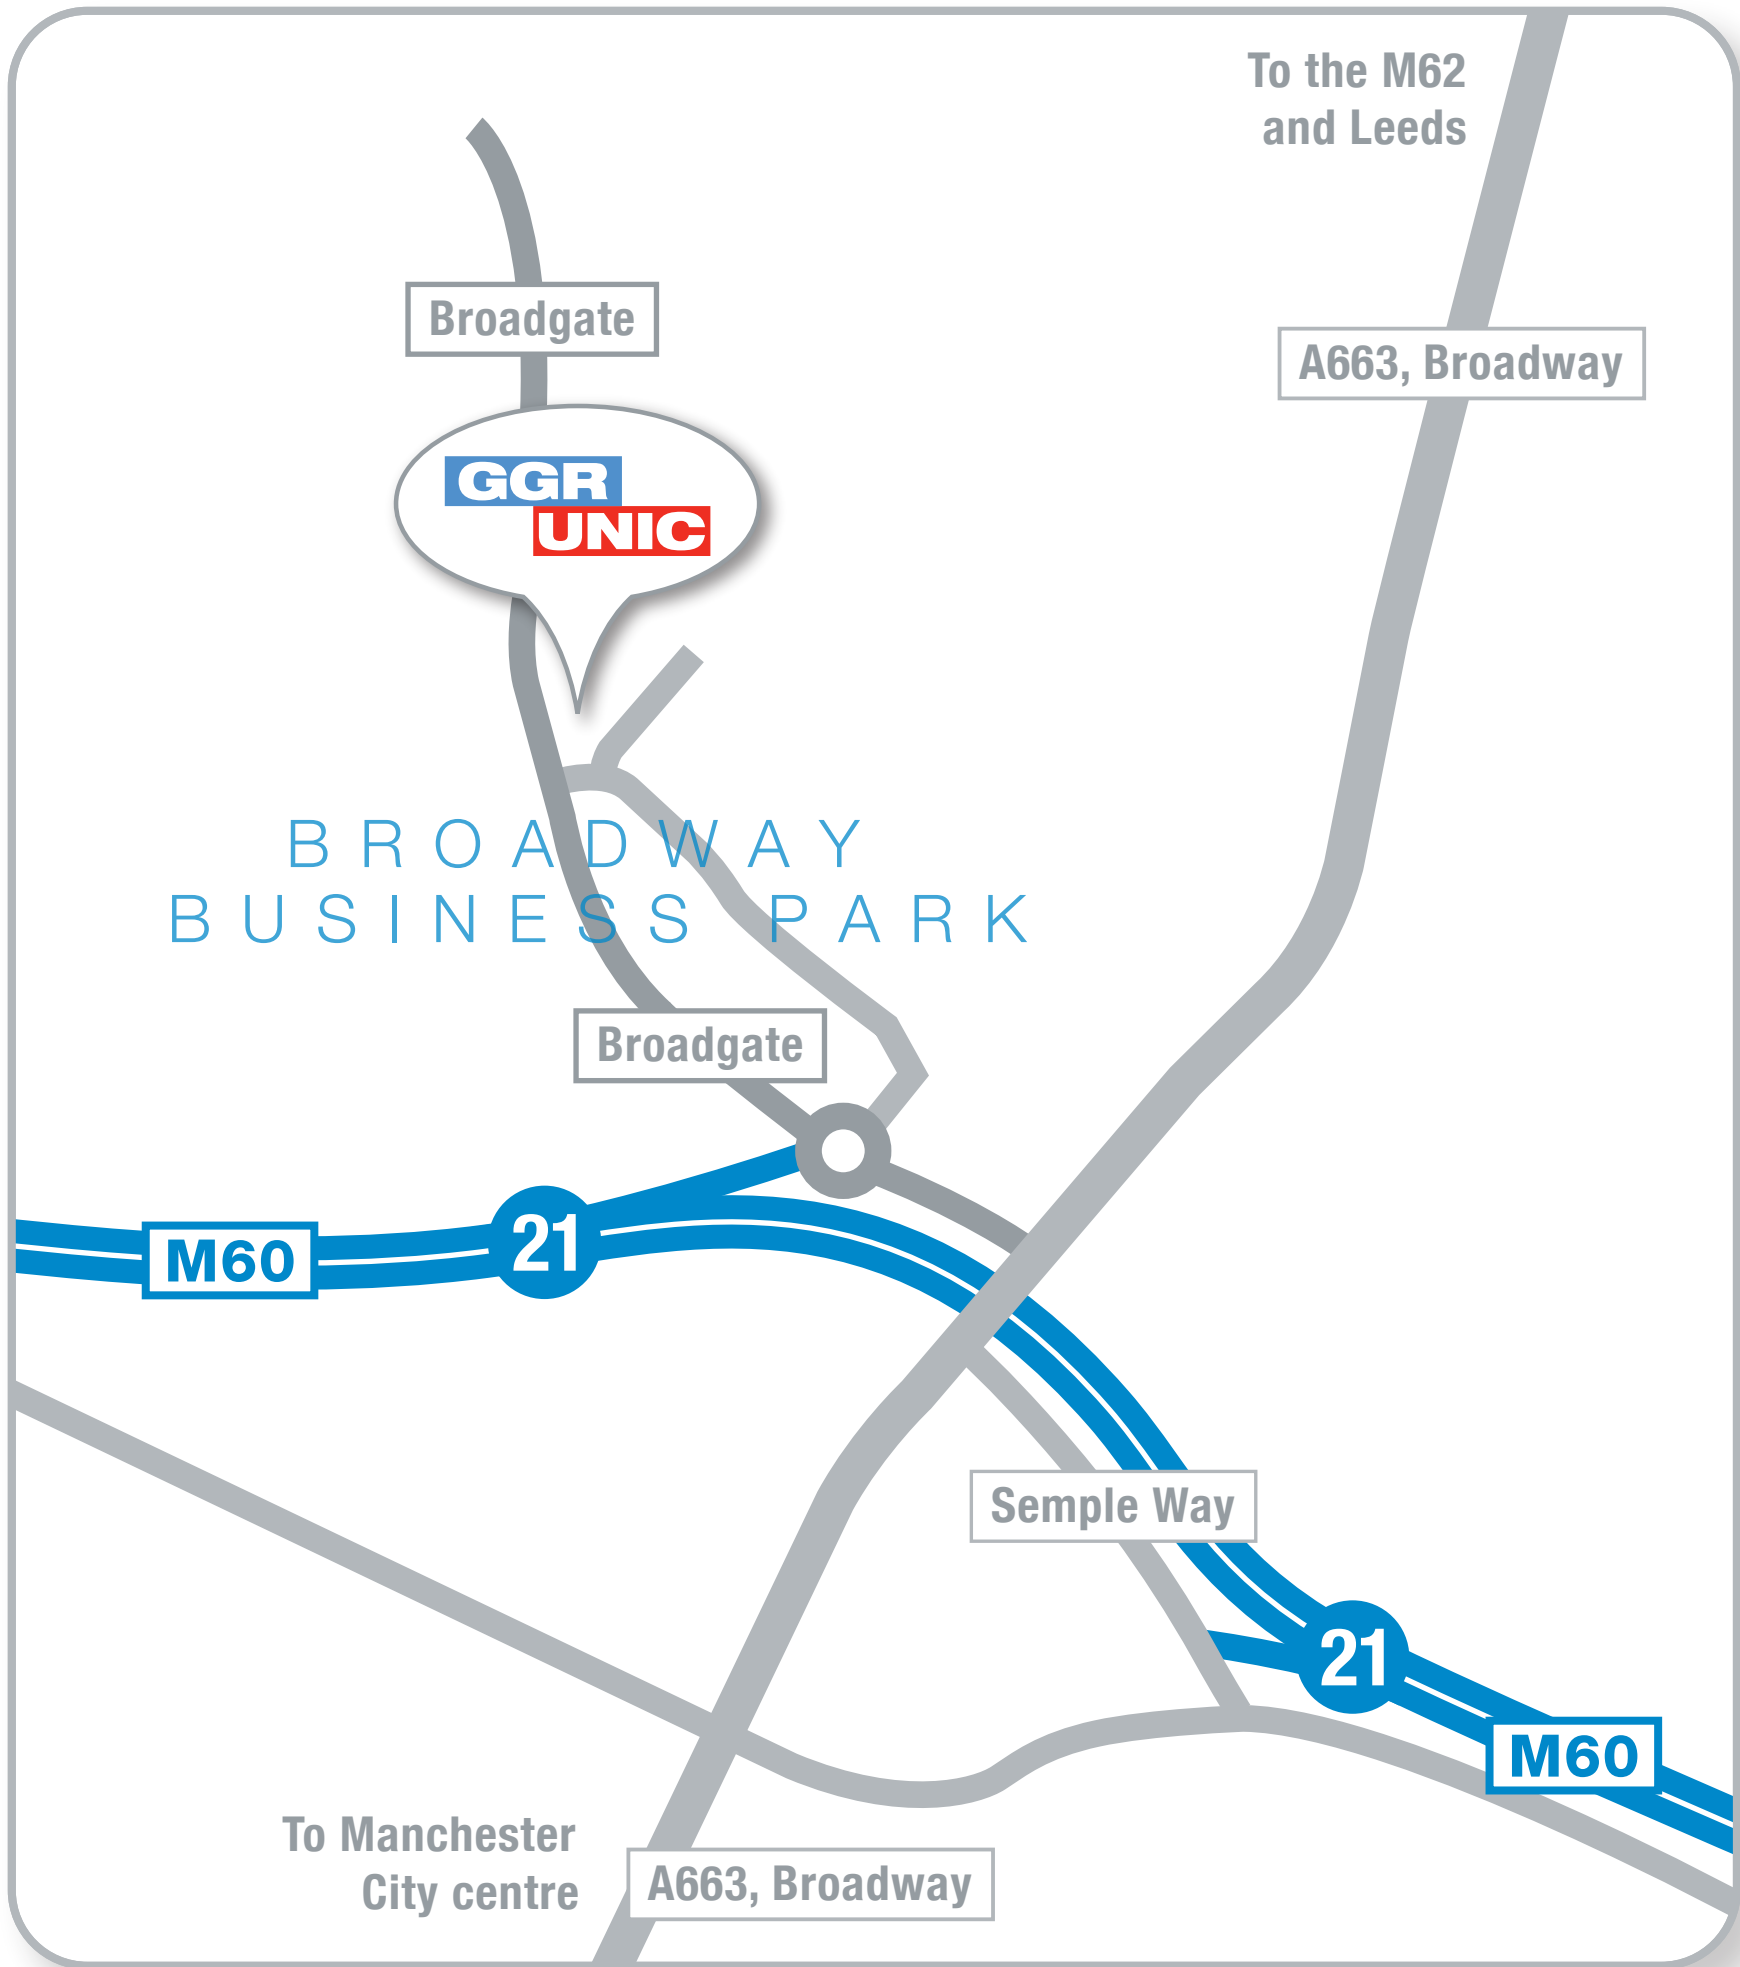 To the M62
and Leeds
Broadgate
A663, Broadway
GGR
UNIC
BROADWAY
BUSINESS PARK
Broadgate
21
M60
Semple Way
21
M60
To Manchester
City centre
A663, Broadway